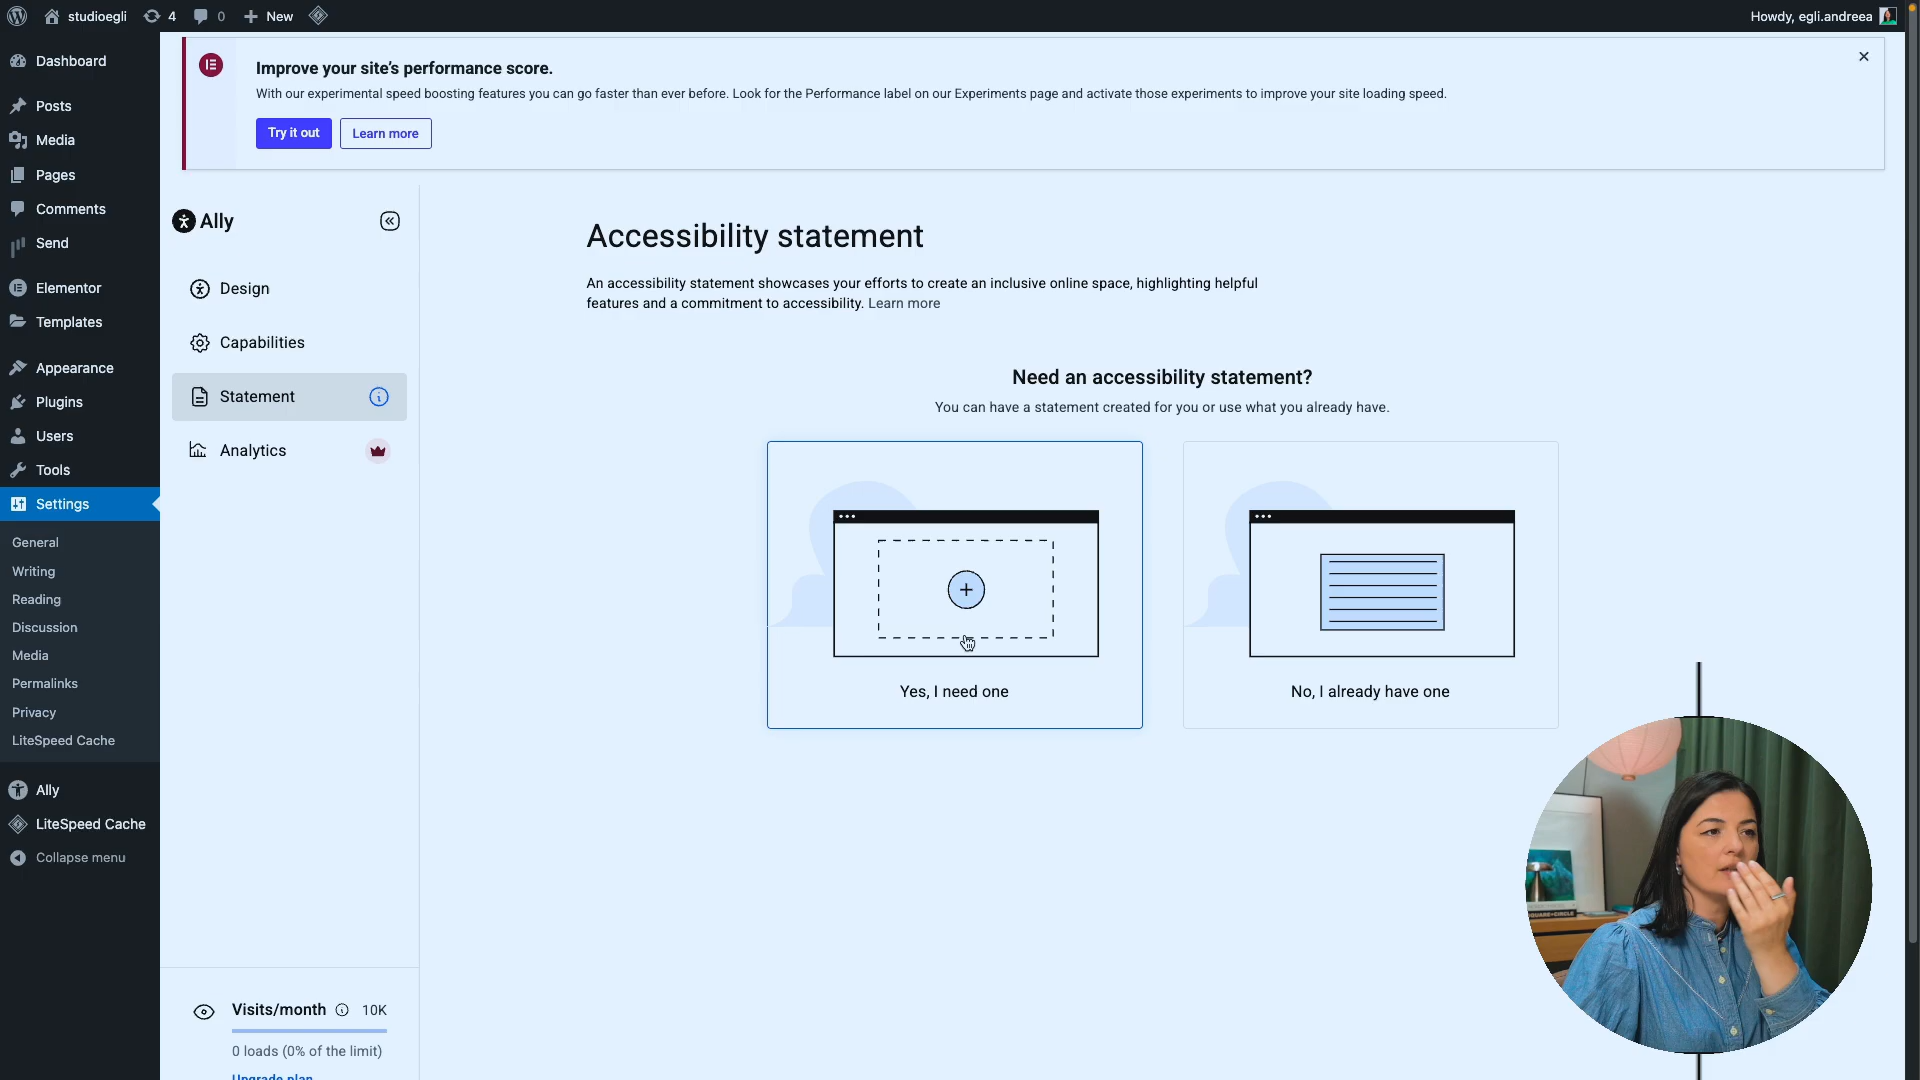 studioegli
4
0
New
Howdy, egli.andreea
Dashboard
Posts
Media
Pages
Comments
Send
Elementor
Templates
Appearance
Plugins
Users
Tools
Settings
General
Writing
Reading
Discussion
Media
Permalinks
Privacy
LiteSpeed Cache
Ally
LiteSpeed Cache
Collapse menu
Improve your site's performance score.
With our experimental speed boosting features you can go faster than ever before. Look for the Performance label on our Experiments page and activate those experiments to improve your site loading speed.
Try it out
Learn more
Ally
Design
Capabilities
Statement
Analytics
Visits/month
10K
0 loads (0% of the limit)
Upgrade plan
Accessibility statement
An accessibility statement showcases your efforts to create an inclusive online space, highlighting helpful
features and a commitment to accessibility. Learn more
Need an accessibility statement?
You can have a statement created for you or use what you already have.
Yes, I need one
No, I already have one
SQUARE+CIRCLE